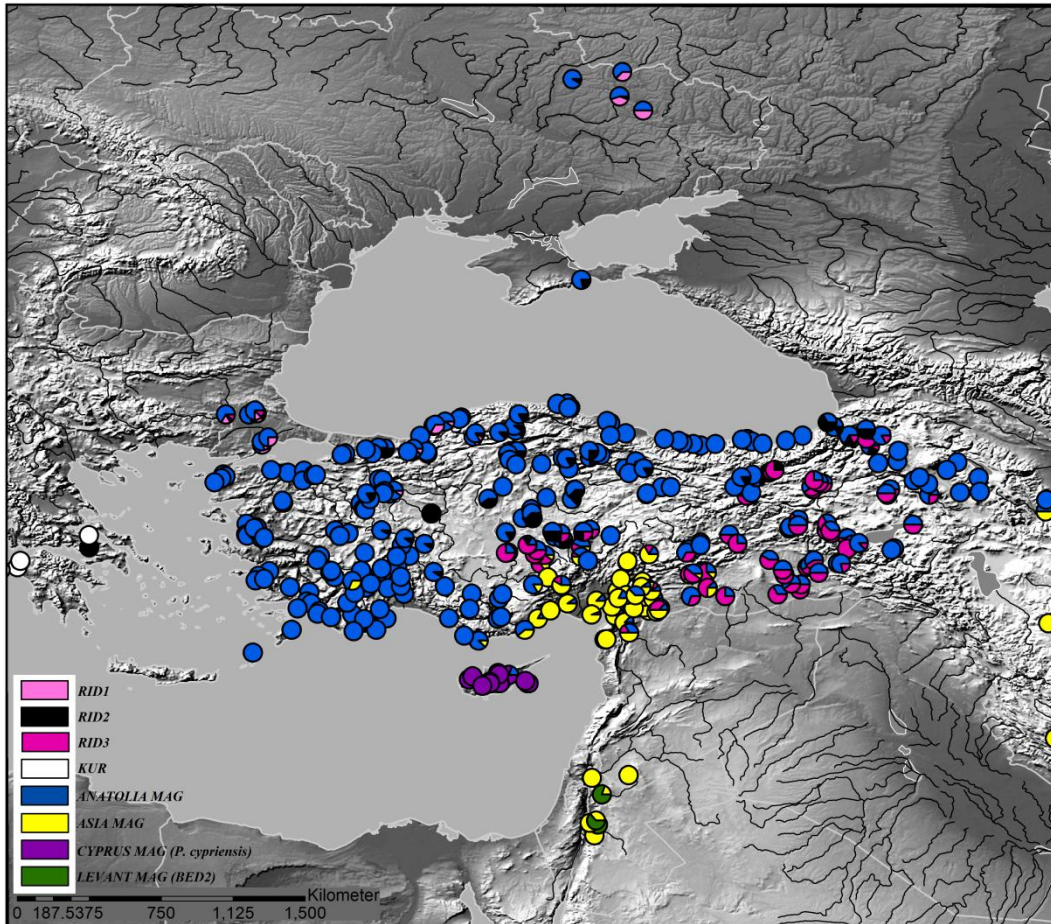 RID1
RID2
RID3
KUR
ANATOLIA MAG
ASIA MAG
CYPRUS MAG (P. cypriensis)
LEVANT MAG (BED2)
Kilometer
0 187.5375 750 1,125 1,500